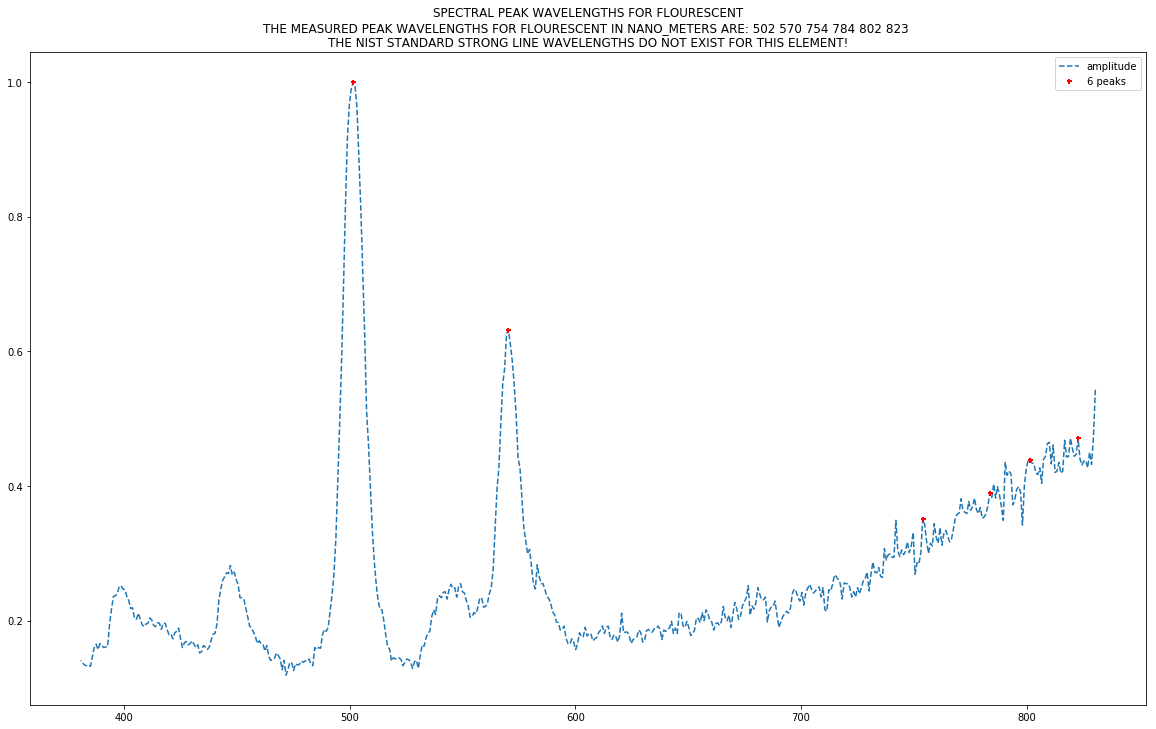 SPECTRAL PEAK WAVELENGTHS FOR FLOURESCENT
THE MEASURED PEAK WAVELENGTHS FOR FLOURESCENT IN NANO_METERS ARE: 502 570 754 784 802 823
THE NIST STANDARD STRONG LINE WAVELENGTHS DO NOT EXIST FOR THIS ELEMENT!
amplitude
6 peaks
1.0
0.8
0.6
0.4
0.2
400
500
600
700
800